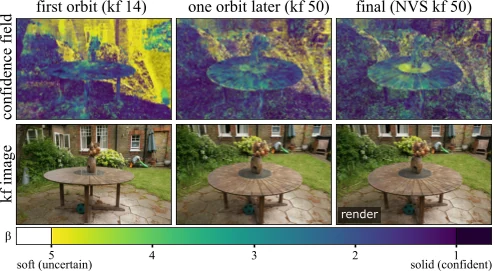 first orbit (kf 14) one orbit later (kf 50) final (NVS kf 50)
confidence field
kf image
render
β
5 4 3 2 1
soft (uncertain) solid (confident)